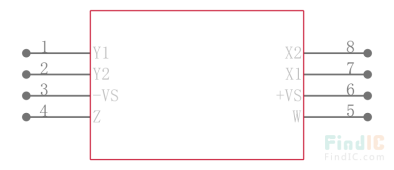 1 Y1 X2 8
2 Y2 X1 7
3 -VS +VS 6
4 Z W 5
FindIC
FindIC.com